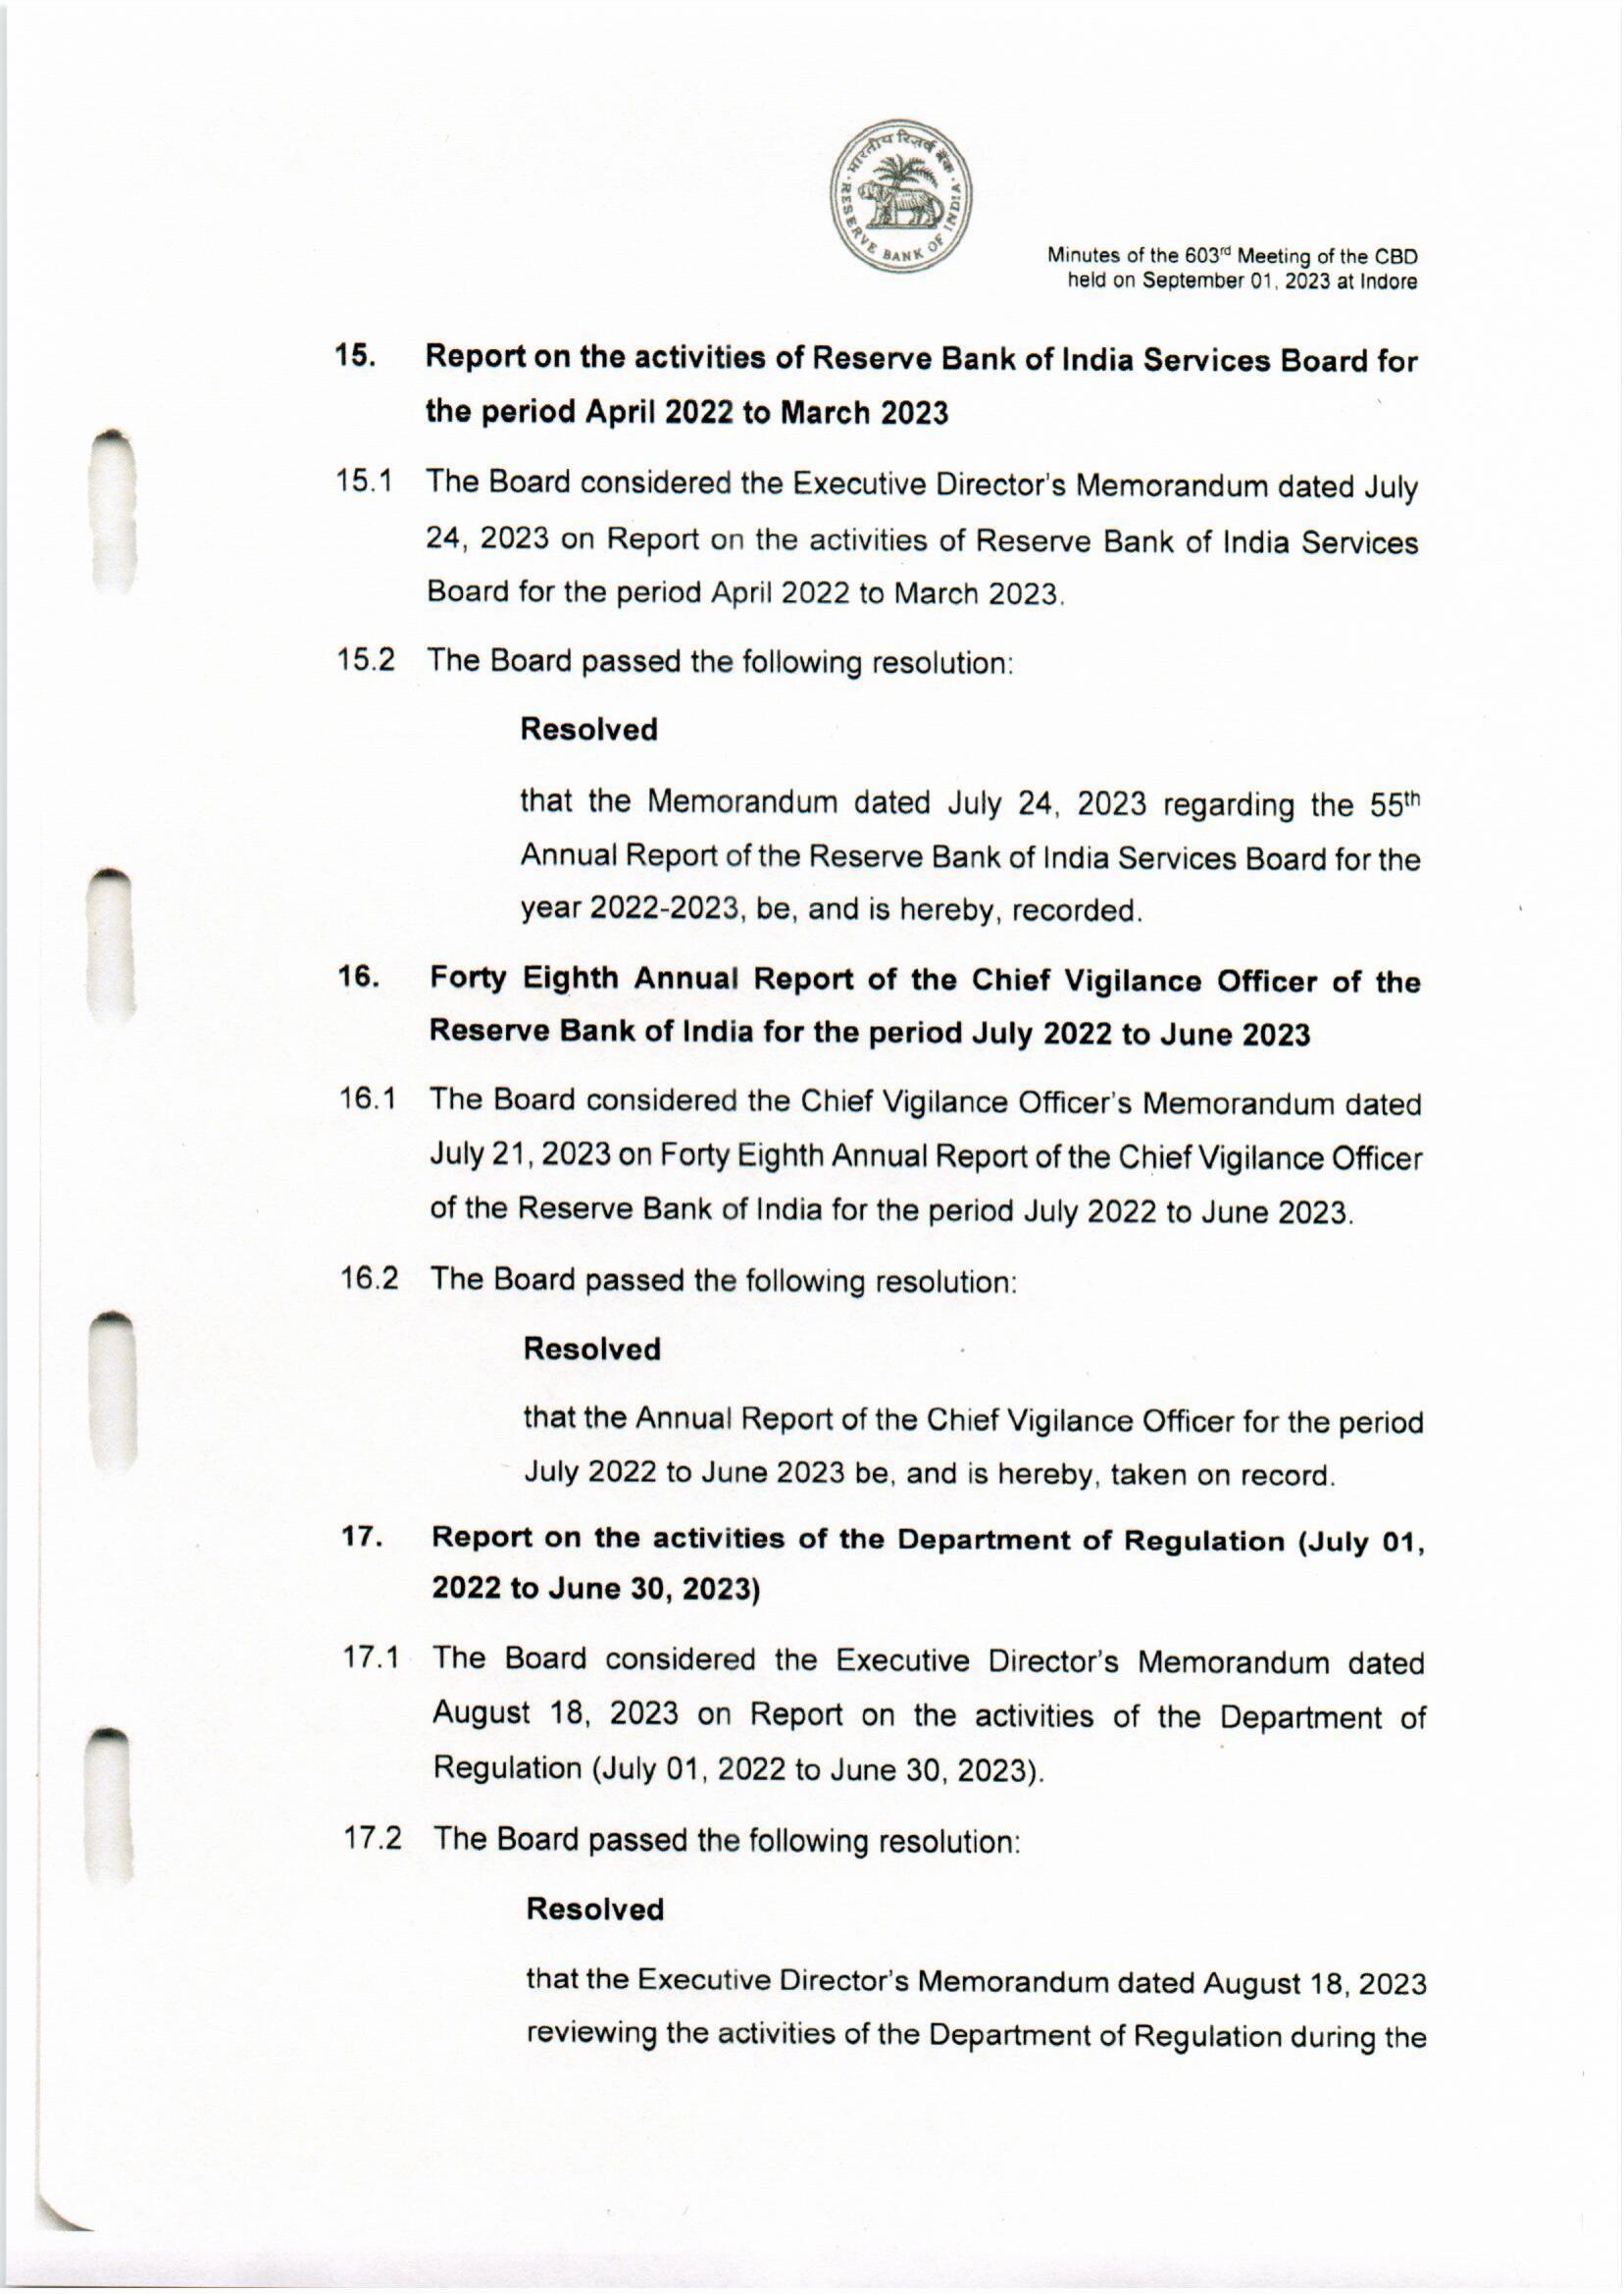 भारतीय रिज़र्व बैंक
RESERVE BANK OF INDIA
Minutes of the 603rd Meeting of the CBD
held on September 01, 2023 at Indore
15. Report on the activities of Reserve Bank of India Services Board for
the period April 2022 to March 2023
15.1 The Board considered the Executive Director's Memorandum dated July
24, 2023 on Report on the activities of Reserve Bank of India Services
Board for the period April 2022 to March 2023.
15.2 The Board passed the following resolution:
Resolved
that the Memorandum dated July 24, 2023 regarding the 55th
Annual Report of the Reserve Bank of India Services Board for the
year 2022-2023, be, and is hereby, recorded.
16. Forty Eighth Annual Report of the Chief Vigilance Officer of the
Reserve Bank of India for the period July 2022 to June 2023
16.1 The Board considered the Chief Vigilance Officer's Memorandum dated
July 21, 2023 on Forty Eighth Annual Report of the Chief Vigilance Officer
of the Reserve Bank of India for the period July 2022 to June 2023.
16.2 The Board passed the following resolution:
Resolved
that the Annual Report of the Chief Vigilance Officer for the period
July 2022 to June 2023 be, and is hereby, taken on record.
17. Report on the activities of the Department of Regulation (July 01,
2022 to June 30, 2023)
17.1 The Board considered the Executive Director's Memorandum dated
August 18, 2023 on Report on the activities of the Department of
Regulation (July 01, 2022 to June 30, 2023).
17.2 The Board passed the following resolution:
Resolved
that the Executive Director's Memorandum dated August 18, 2023
reviewing the activities of the Department of Regulation during the